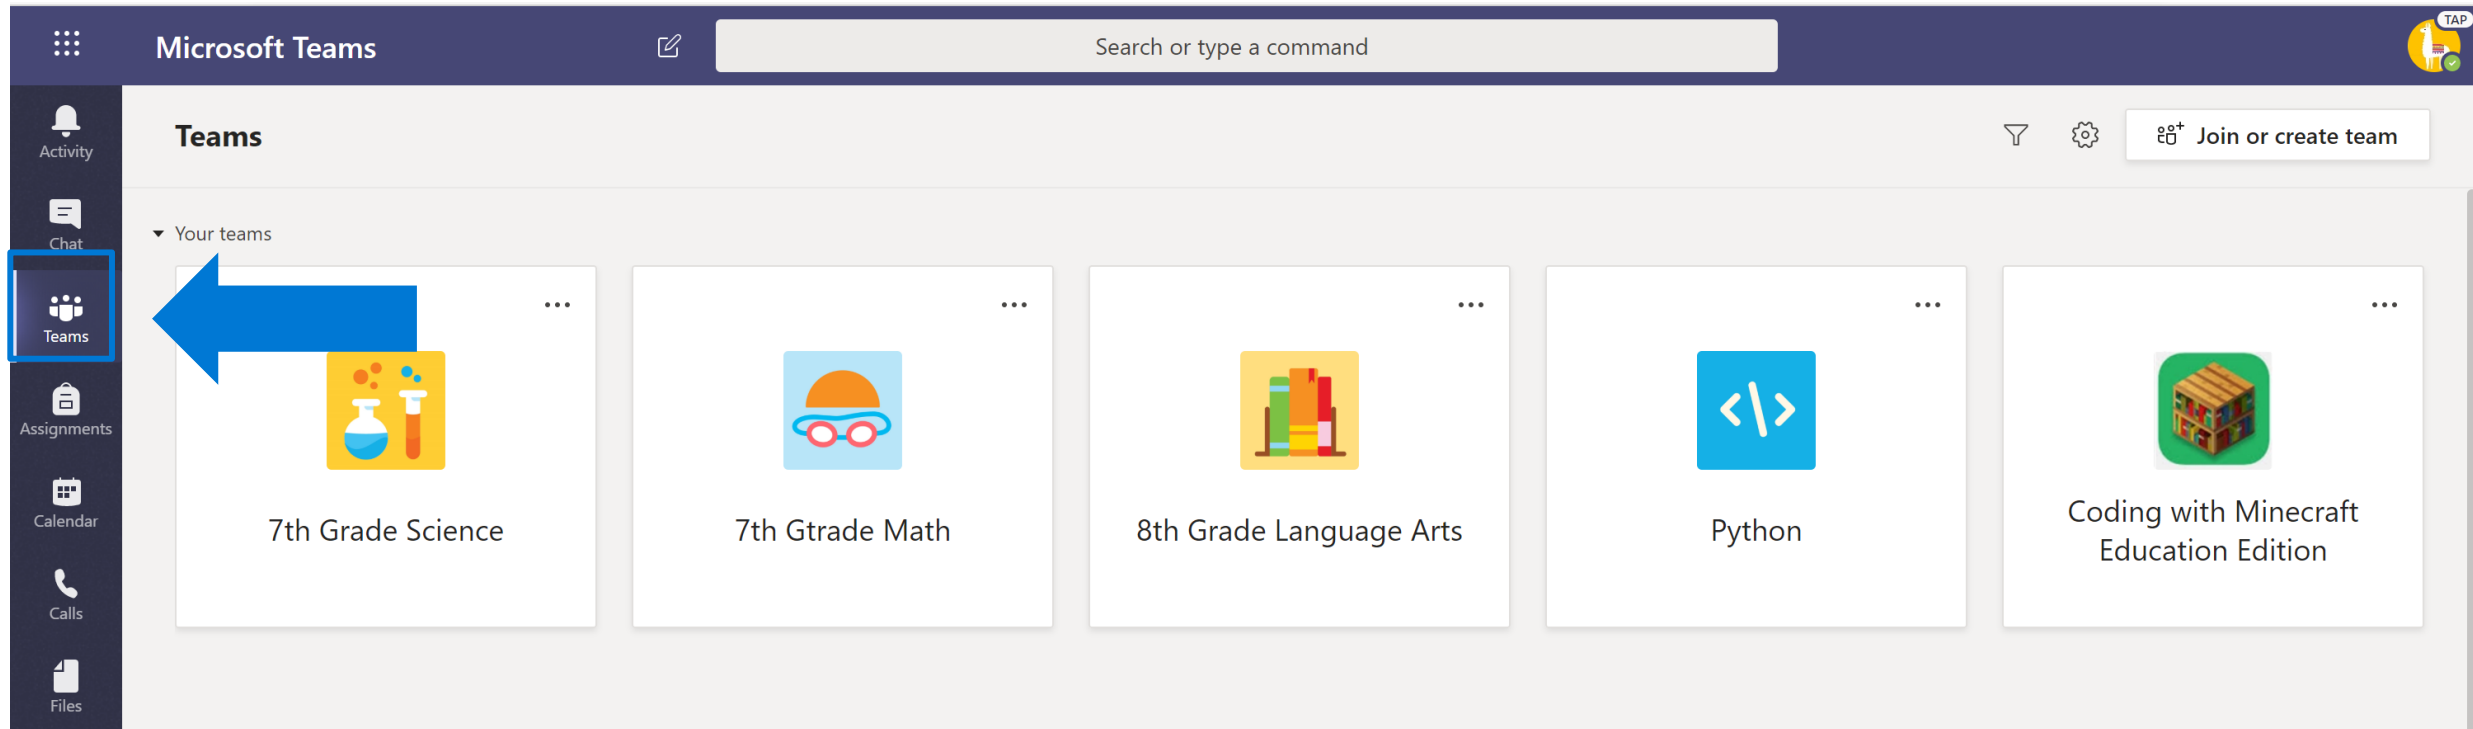 Microsoft Teams
Search or type a command
TAP
Activity
Chat
Teams
Assignments
Calendar
Calls
Files
Teams
Join or create team
Your teams
7th Grade Science
7th Gtrade Math
8th Grade Language Arts
Python
Coding with Minecraft
Education Edition